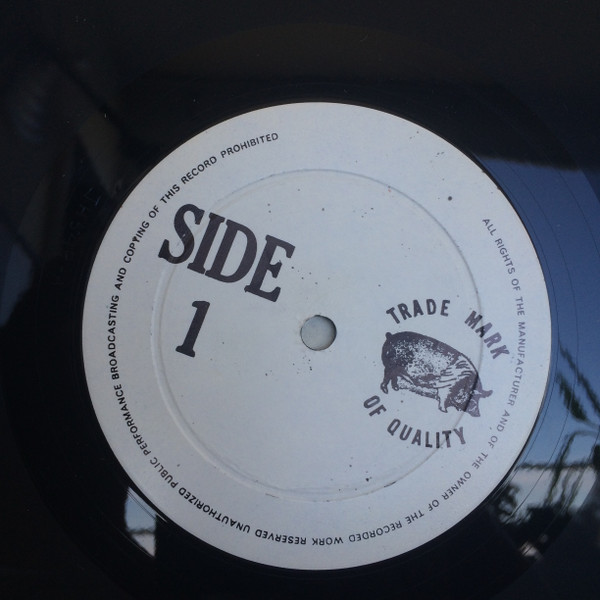 SIDE
1
TRADE MARK
OF QUALITY
ALL RIGHTS OF THE MANUFACTURER AND OF THE OWNER OF THE RECORDED WORK RESERVED UNAUTHORIZED PUBLIC PERFORMANCE BROADCASTING AND COPYING OF THIS RECORD PROHIBITED